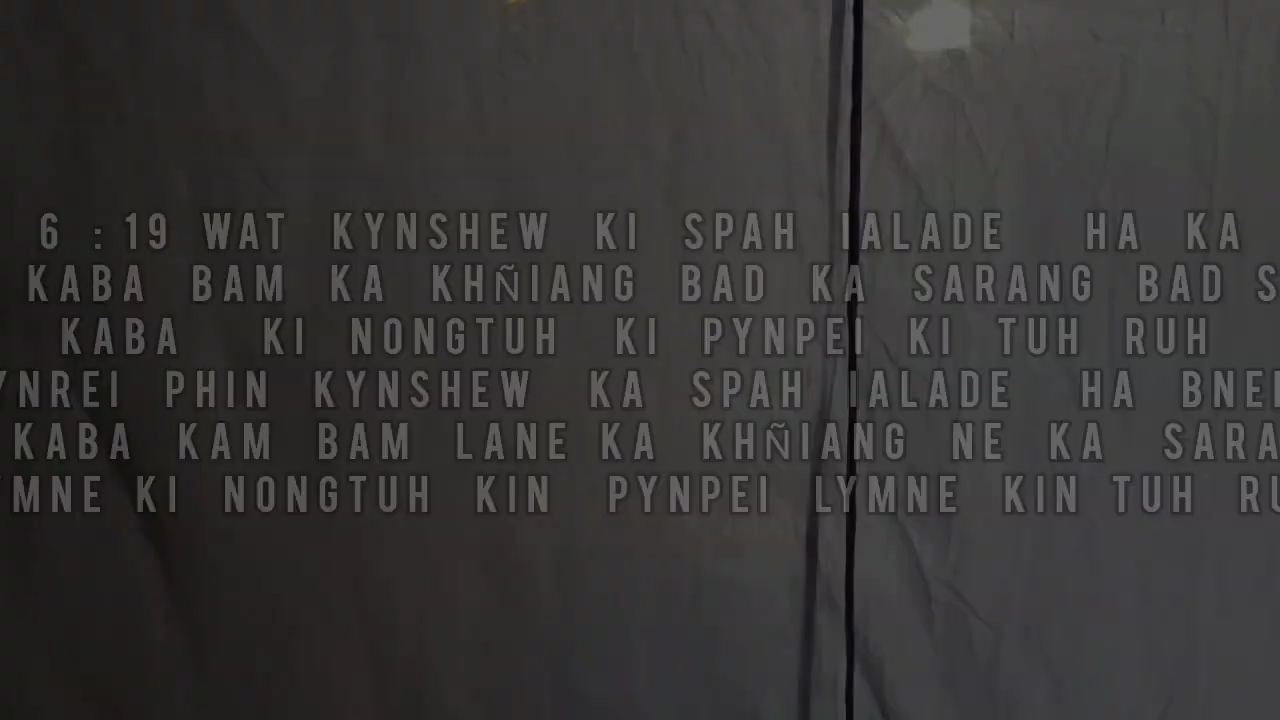 6 :19 WAT KYNSHEW KI SPAH IALADE HA KA
KABA BAM KA KHÑIANG BAD KA SARANG BAD
KABA KI NONGTUH KI PYNPEI KI TUH RUH
PHIN KYNSHEW KA SPAH IALADE HA
KABA KAM BAM LANE KA KHÑIANG NE KA
KI NONGTUH KIN PYNPEI LYMNE KIN TUH